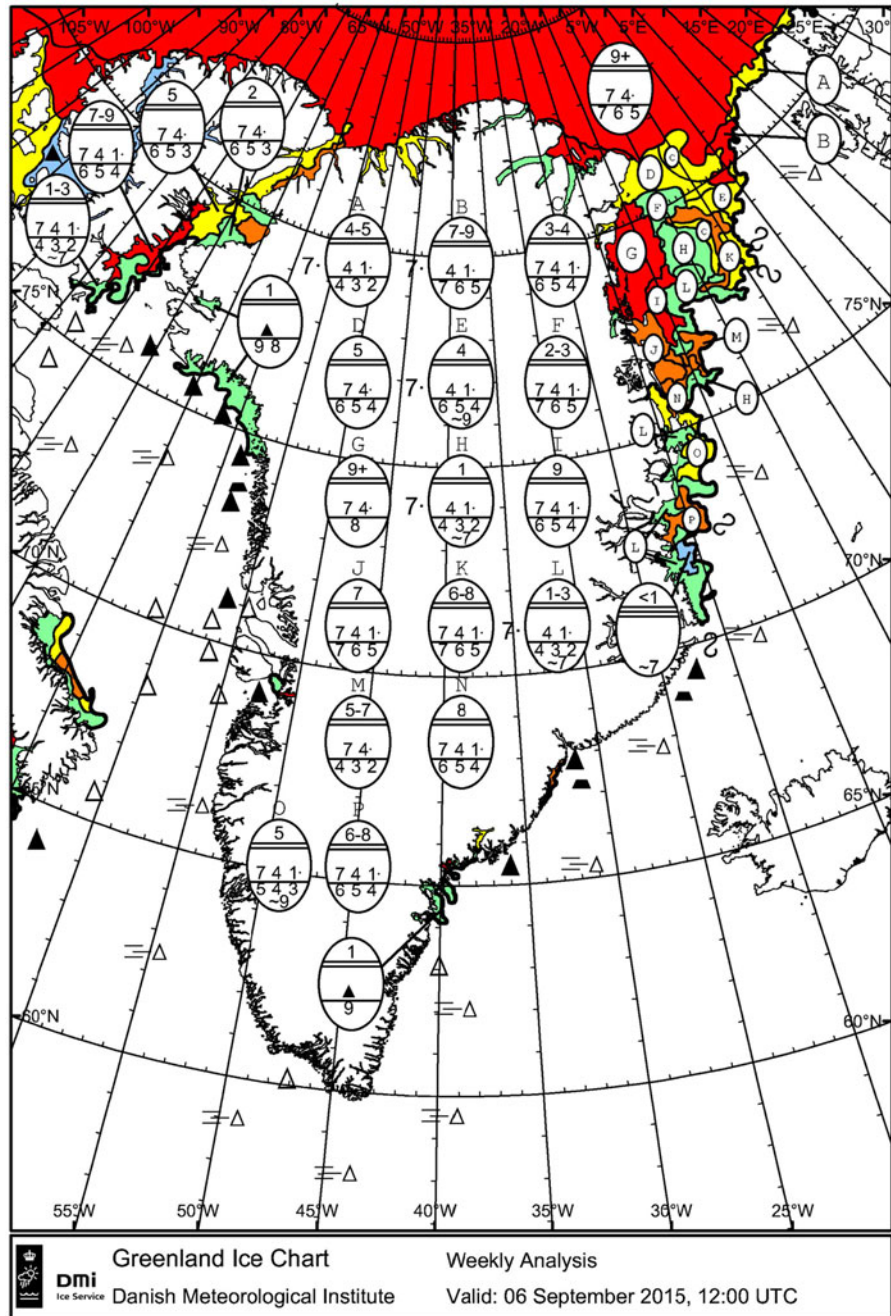 105°W 100°W 90°W 80°W 60°W 40°W 20°W 5°W 5°E 15°E 20°E 30°
9+
7 4·
7 6 5
A
B
2
7 4·
6 5 3
5
7 4·
6 5 3
7-9
7 4 1·
6 5 4
1-3
7 4 1·
4 3 2
~7
C
D
E
F
C
G
H
K
L
I
M
J
H
N
L
O
P
L
75°N
75°N
A
4-5
7· 4 1·
4 3 2
B
7-9
7· 4 1·
7 6 5
C
3-4
7 4 1·
6 5 4
1
9 8
D
5
7 4·
6 5 4
E
4
7· 4 1·
6 5 4
~9
F
2-3
7 4 1·
7 6 5
G
9+
7 4·
8
H
1
7· 4 1·
4 3 2
~7
I
9
7 4 1·
6 5 4
70°N
70°N
J
7
7 4 1·
7 6 5
K
6-8
7 4 1·
7 6 5
L
1-3
7· 4 1·
4 3 2
~7
<1
~7
M
5-7
7 4·
4 3 2
N
8
7 4 1·
6 5 4
65°N
O
5
7 4 1·
5 4 3
~9
P
6-8
7 4 1·
6 5 4
1
9
60°N
60°N
55°W 50°W 45°W 40°W 35°W 25°W
DMi
Ice Service
Greenland Ice Chart
Weekly Analysis
Danish Meteorological Institute
Valid: 06 September 2015, 12:00 UTC